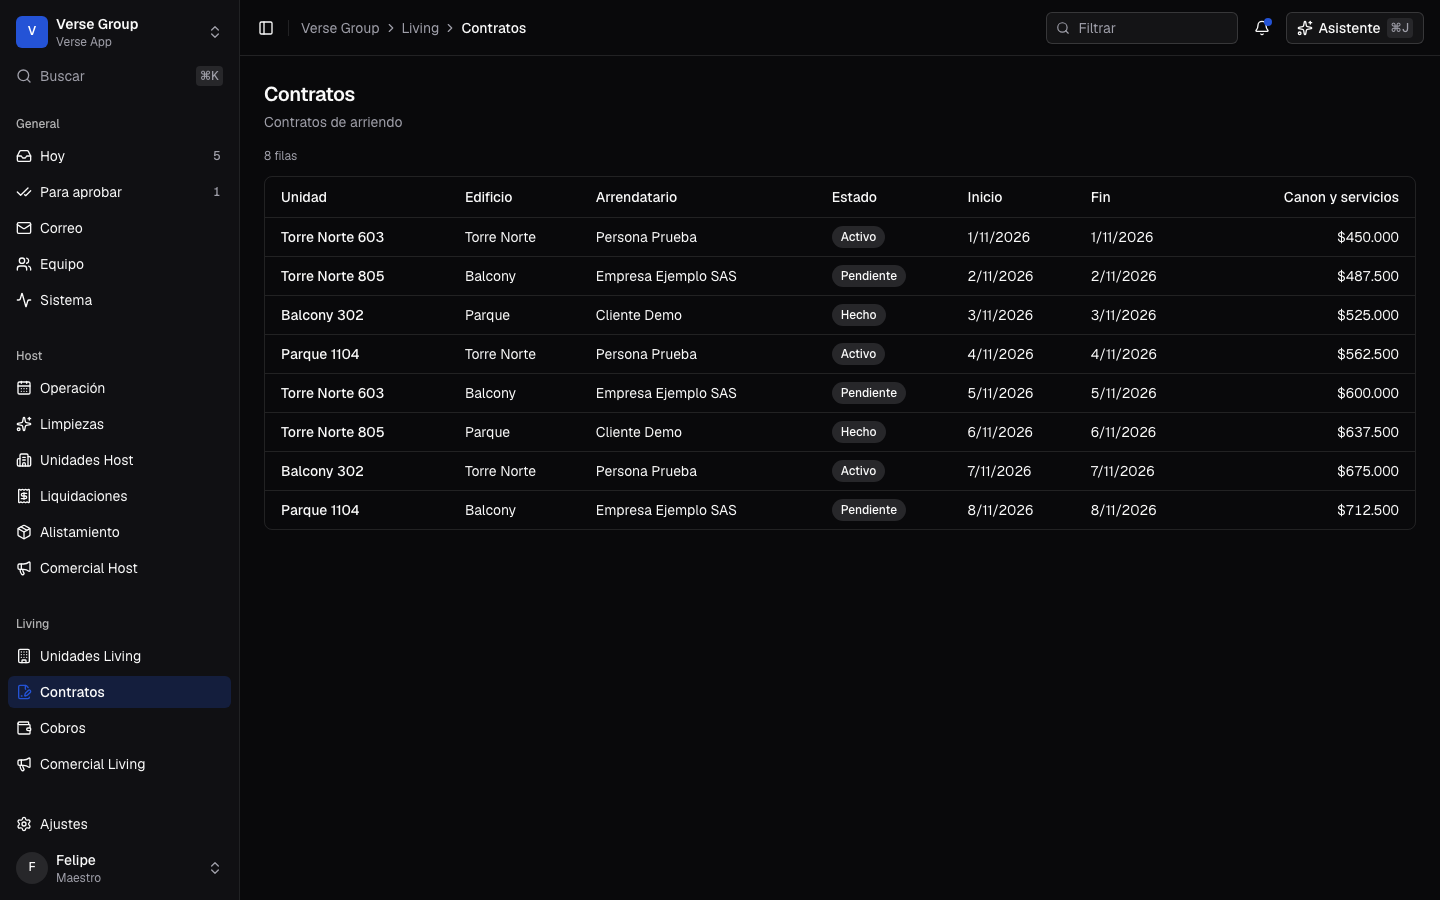 V
Verse Group
Verse App
Buscar ⌘K
General
Hoy 5
Para aprobar 1
Correo
Equipo
Sistema
Host
Operación
Limpiezas
Unidades Host
Liquidaciones
Alistamiento
Comercial Host
Living
Unidades Living
Contratos
Cobros
Comercial Living
Ajustes
F
Felipe
Maestro
Verse Group > Living > Contratos
Filtrar
Asistente ⌘J
Contratos
Contratos de arriendo
8 filas
Unidad Edificio Arrendatario Estado Inicio Fin Canon y servicios
Torre Norte 603 Torre Norte Persona Prueba Activo 1/11/2026 1/11/2026 $450.000
Torre Norte 805 Balcony Empresa Ejemplo SAS Pendiente 2/11/2026 2/11/2026 $487.500
Balcony 302 Parque Cliente Demo Hecho 3/11/2026 3/11/2026 $525.000
Parque 1104 Torre Norte Persona Prueba Activo 4/11/2026 4/11/2026 $562.500
Torre Norte 603 Balcony Empresa Ejemplo SAS Pendiente 5/11/2026 5/11/2026 $600.000
Torre Norte 805 Parque Cliente Demo Hecho 6/11/2026 6/11/2026 $637.500
Balcony 302 Torre Norte Persona Prueba Activo 7/11/2026 7/11/2026 $675.000
Parque 1104 Balcony Empresa Ejemplo SAS Pendiente 8/11/2026 8/11/2026 $712.500